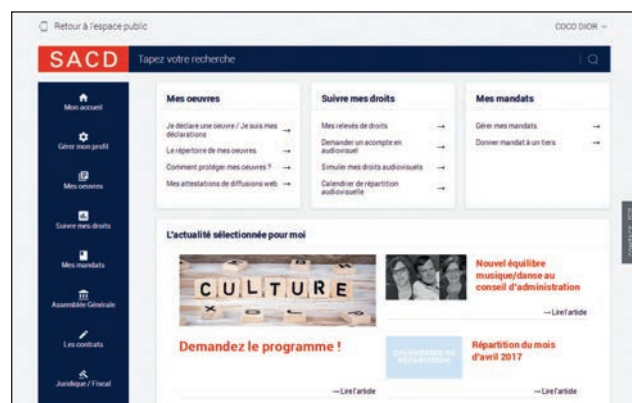 Retour à l'espace public
COCO DIOR
SACD
Tapez votre recherche
Mon accueil
Gérer mon profil
Mes oeuvres
Suivre mes droits
Mes mandats
Assemblée Générale
Les contrats
Juridique / Fiscal
Mes oeuvres
Je déclare une oeuvre / Je suis mes
déclarations
Le répertoire de mes oeuvres
Comment protéger mes oeuvres ?
Mes attestations de diffusions web
Suivre mes droits
Mes relevés de droits
Demander un acompte en
audiovisuel
Simuler mes droits audiovisuels
Calendrier de répartition
audiovisuelle
Mes mandats
Gérer mes mandats
Donner mandat à un tiers
L'actualité sélectionnée pour moi
CULTURE
Demandez le programme !
→ Lire l'article
Nouvel équilibre
musique/danse au
conseil d'administration
→ Lire l'article
CALENDRIER DE
RÉPARTITION
Répartition du mois
d'avril 2017
→ Lire l'article